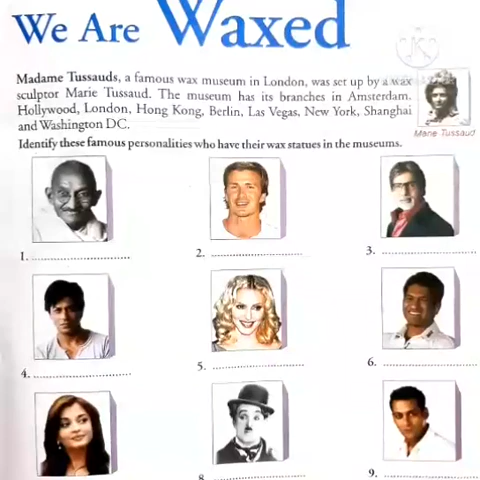 We Are Waxed
Madame Tussauds, a famous wax museum in London, was set up by a wax
sculptor Marie Tussaud. The museum has its branches in Amsterdam,
Hollywood, London, Hong Kong, Berlin, Las Vegas, New York, Shanghai
and Washington DC.
Marie Tussaud
Identify these famous personalities who have their wax statues in the museums.
1. ..............................
2. ..............................
3. ..............................
4. ..............................
5. ..............................
6. ..............................
8 ..............................
9. ..............................